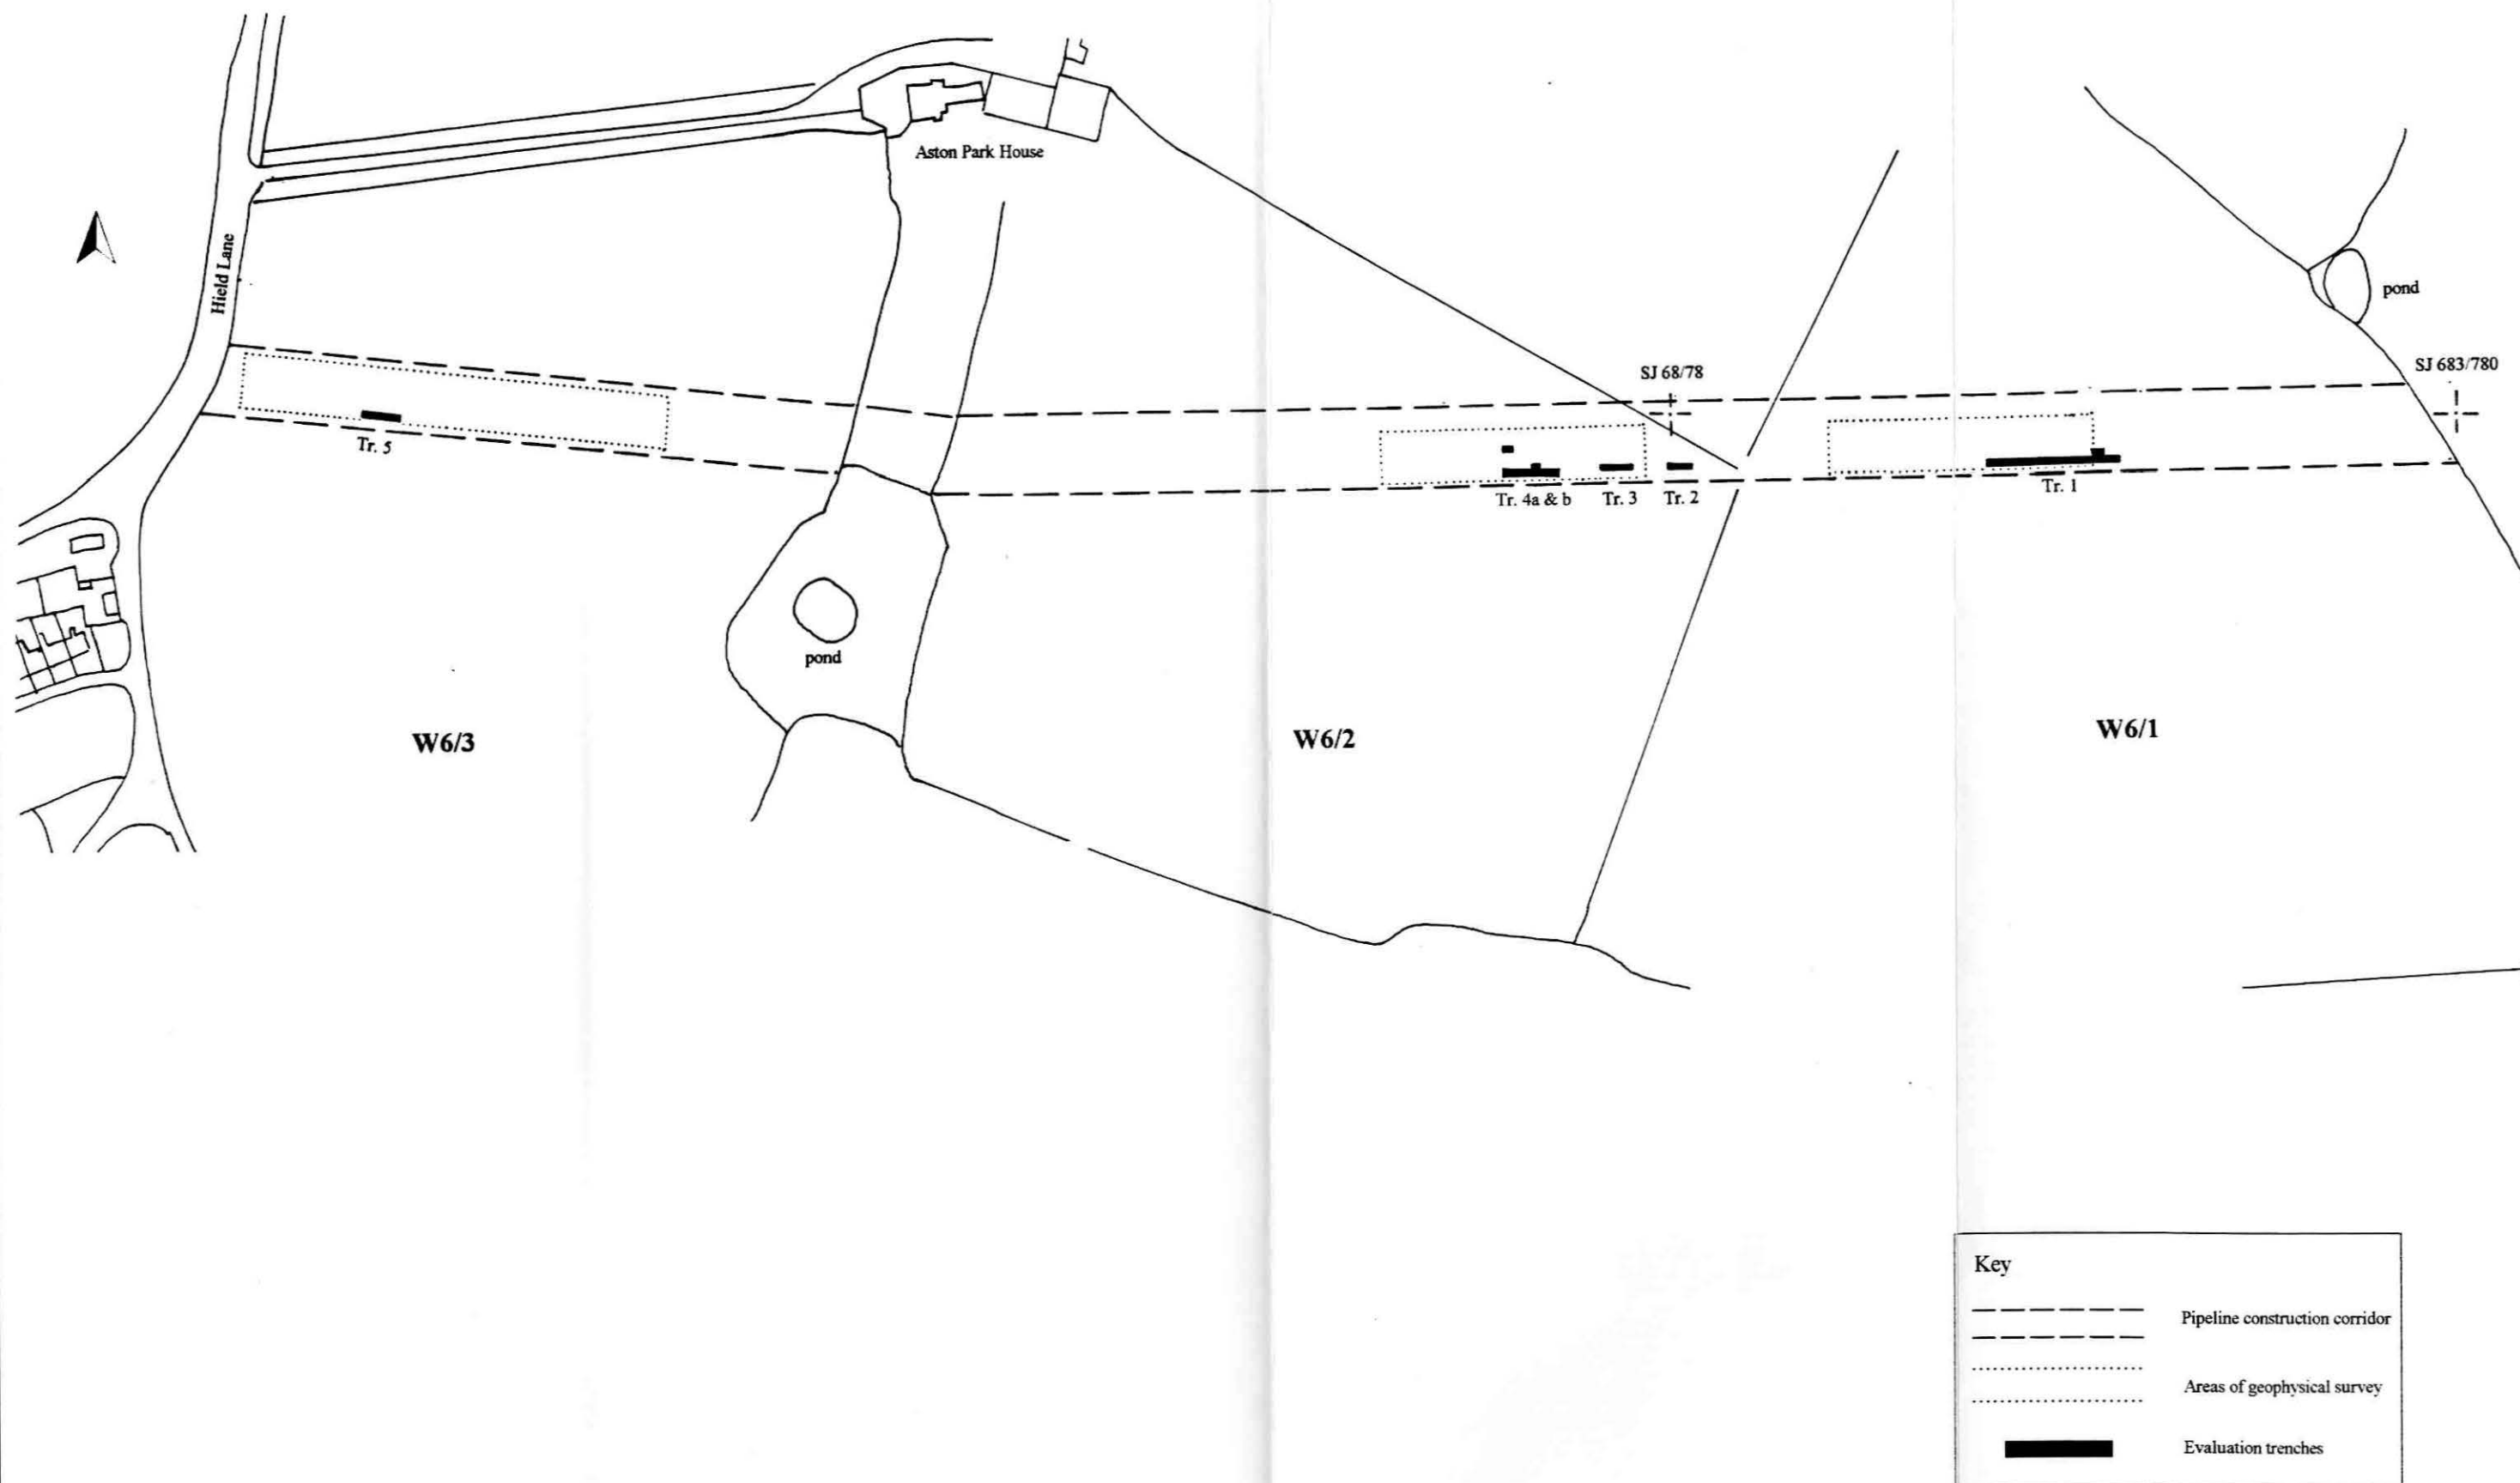 Aston Park House
Hield Lane
pond
SJ 68/78
SJ 683/780
Tr. 5
Tr. 4a & b
Tr. 3
Tr. 2
Tr. 1
pond
W6/3
W6/2
W6/1
Key
Pipeline construction corridor
Areas of geophysical survey
Evaluation trenches